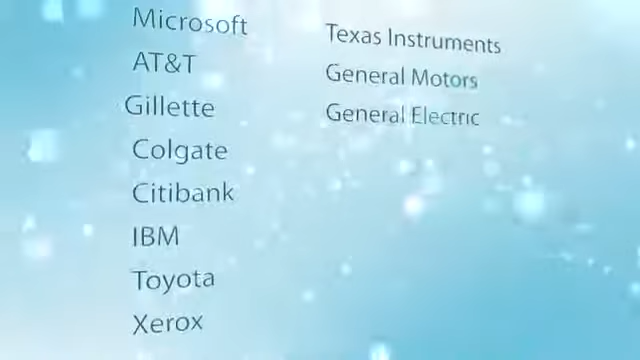 Microsoft
AT&T
Gillette
Colgate
Citibank
IBM
Toyota
Xerox
Texas Instruments
General Motors
General Electric